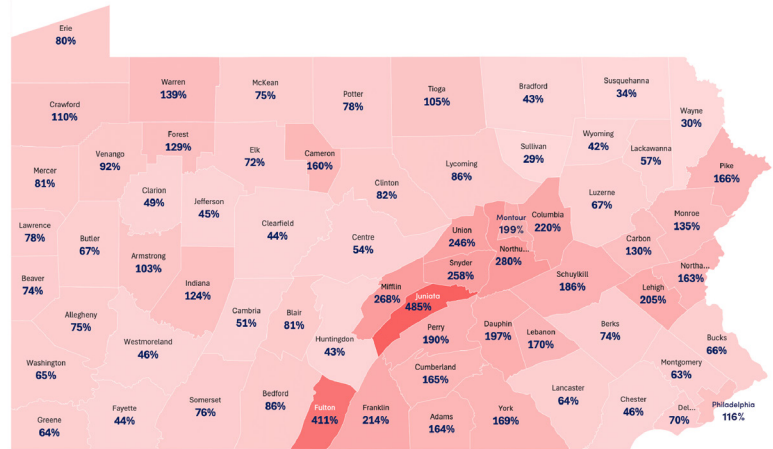 Erie
80%
Crawford
110%
Warren
139%
McKean
75%
Potter
78%
Tioga
105%
Bradford
43%
Susquehanna
34%
Wayne
30%
Mercer
81%
Venango
92%
Forest
129%
Elk
72%
Cameron
160%
Clinton
82%
Lycoming
86%
Sullivan
29%
Wyoming
42%
Lackawanna
57%
Pike
166%
Lawrence
78%
Butler
67%
Clarion
49%
Jefferson
45%
Clearfield
44%
Centre
54%
Union
246%
Montour
199%
Columbia
220%
Luzerne
67%
Monroe
135%
Carbon
130%
Beaver
74%
Armstrong
103%
Indiana
124%
Snyder
258%
Northu...
280%
Schuylkill
186%
Northa...
163%
Lehigh
205%
Allegheny
75%
Westmoreland
46%
Cambria
51%
Blair
81%
Huntingdon
43%
Mifflin
268%
Juniata
485%
Perry
190%
Dauphin
197%
Lebanon
170%
Berks
74%
Bucks
66%
Montgomery
63%
Washington
65%
Greene
64%
Fayette
44%
Somerset
76%
Bedford
86%
Fulton
411%
Franklin
214%
Cumberland
165%
Adams
164%
York
169%
Lancaster
64%
Chester
46%
Del...
70%
Philadelphia
116%